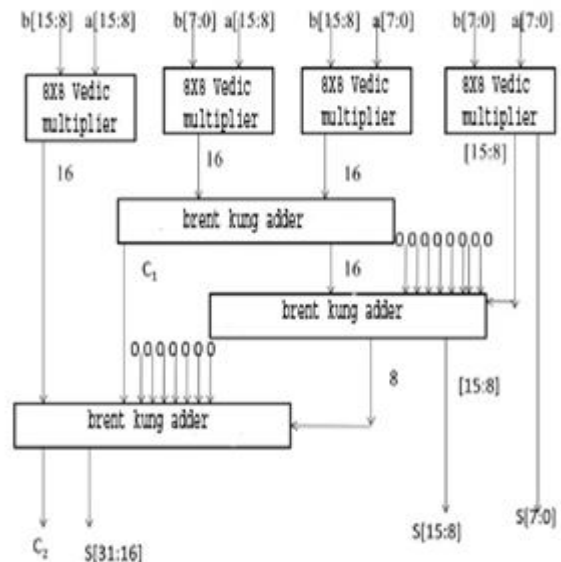 b[15:8] a[15:8] b[7:0] a[15:8] b[15:8] a[7:0] b[7:0] a[7:0]
8X8 Vedic multiplier
8X8 Vedic multiplier
8X8 Vedic multiplier
8X8 Vedic multiplier
16
16
16
[15:8]
brent kung adder
0 0 0 0 0 0 0 0
C₁
16
brent kung adder
0 0 0 0 0 0 0
8
[15:8]
brent kung adder
C₂
S[31:16]
S[15:8]
S[7:0]